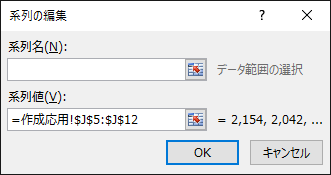 系列の編集
系列名(N):
データ範囲の選択
系列値(V):
=作成応用!$J$5:$J$12
= 2,154, 2,042, ...
OK
キャンセル